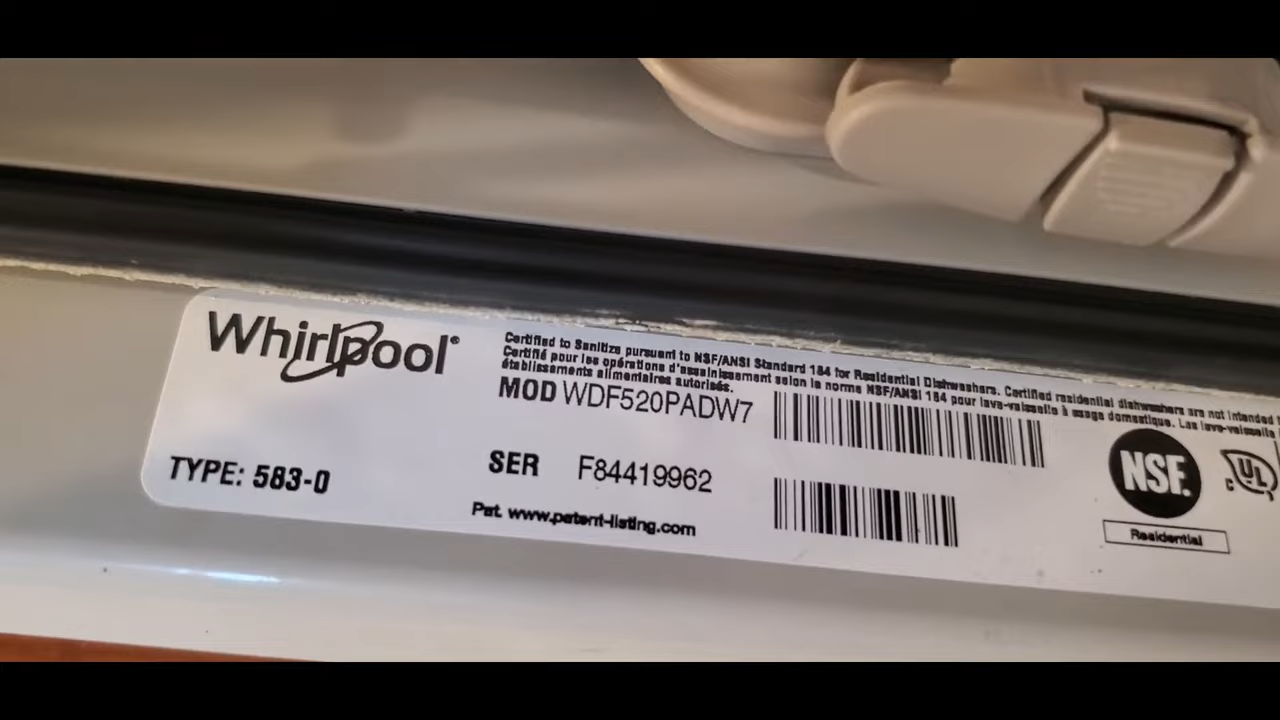 Whirlpool®
Certified to Sanitize pursuant to NSF/ANSI Standard 184 for Residential Dishwashers. Certified residential dishwashers are not intended
Certifié pour les opérations d'assainissement selon la norme NSF/ANSI 184 pour lave-vaisselle à usage domestique. Les lave-vaisselle
établissements alimentaires autorisés.
MOD WDF520PADW7
TYPE: 583-0
SER F84419962
Pat. www.patent-listing.com
NSF.
Residential
c UL